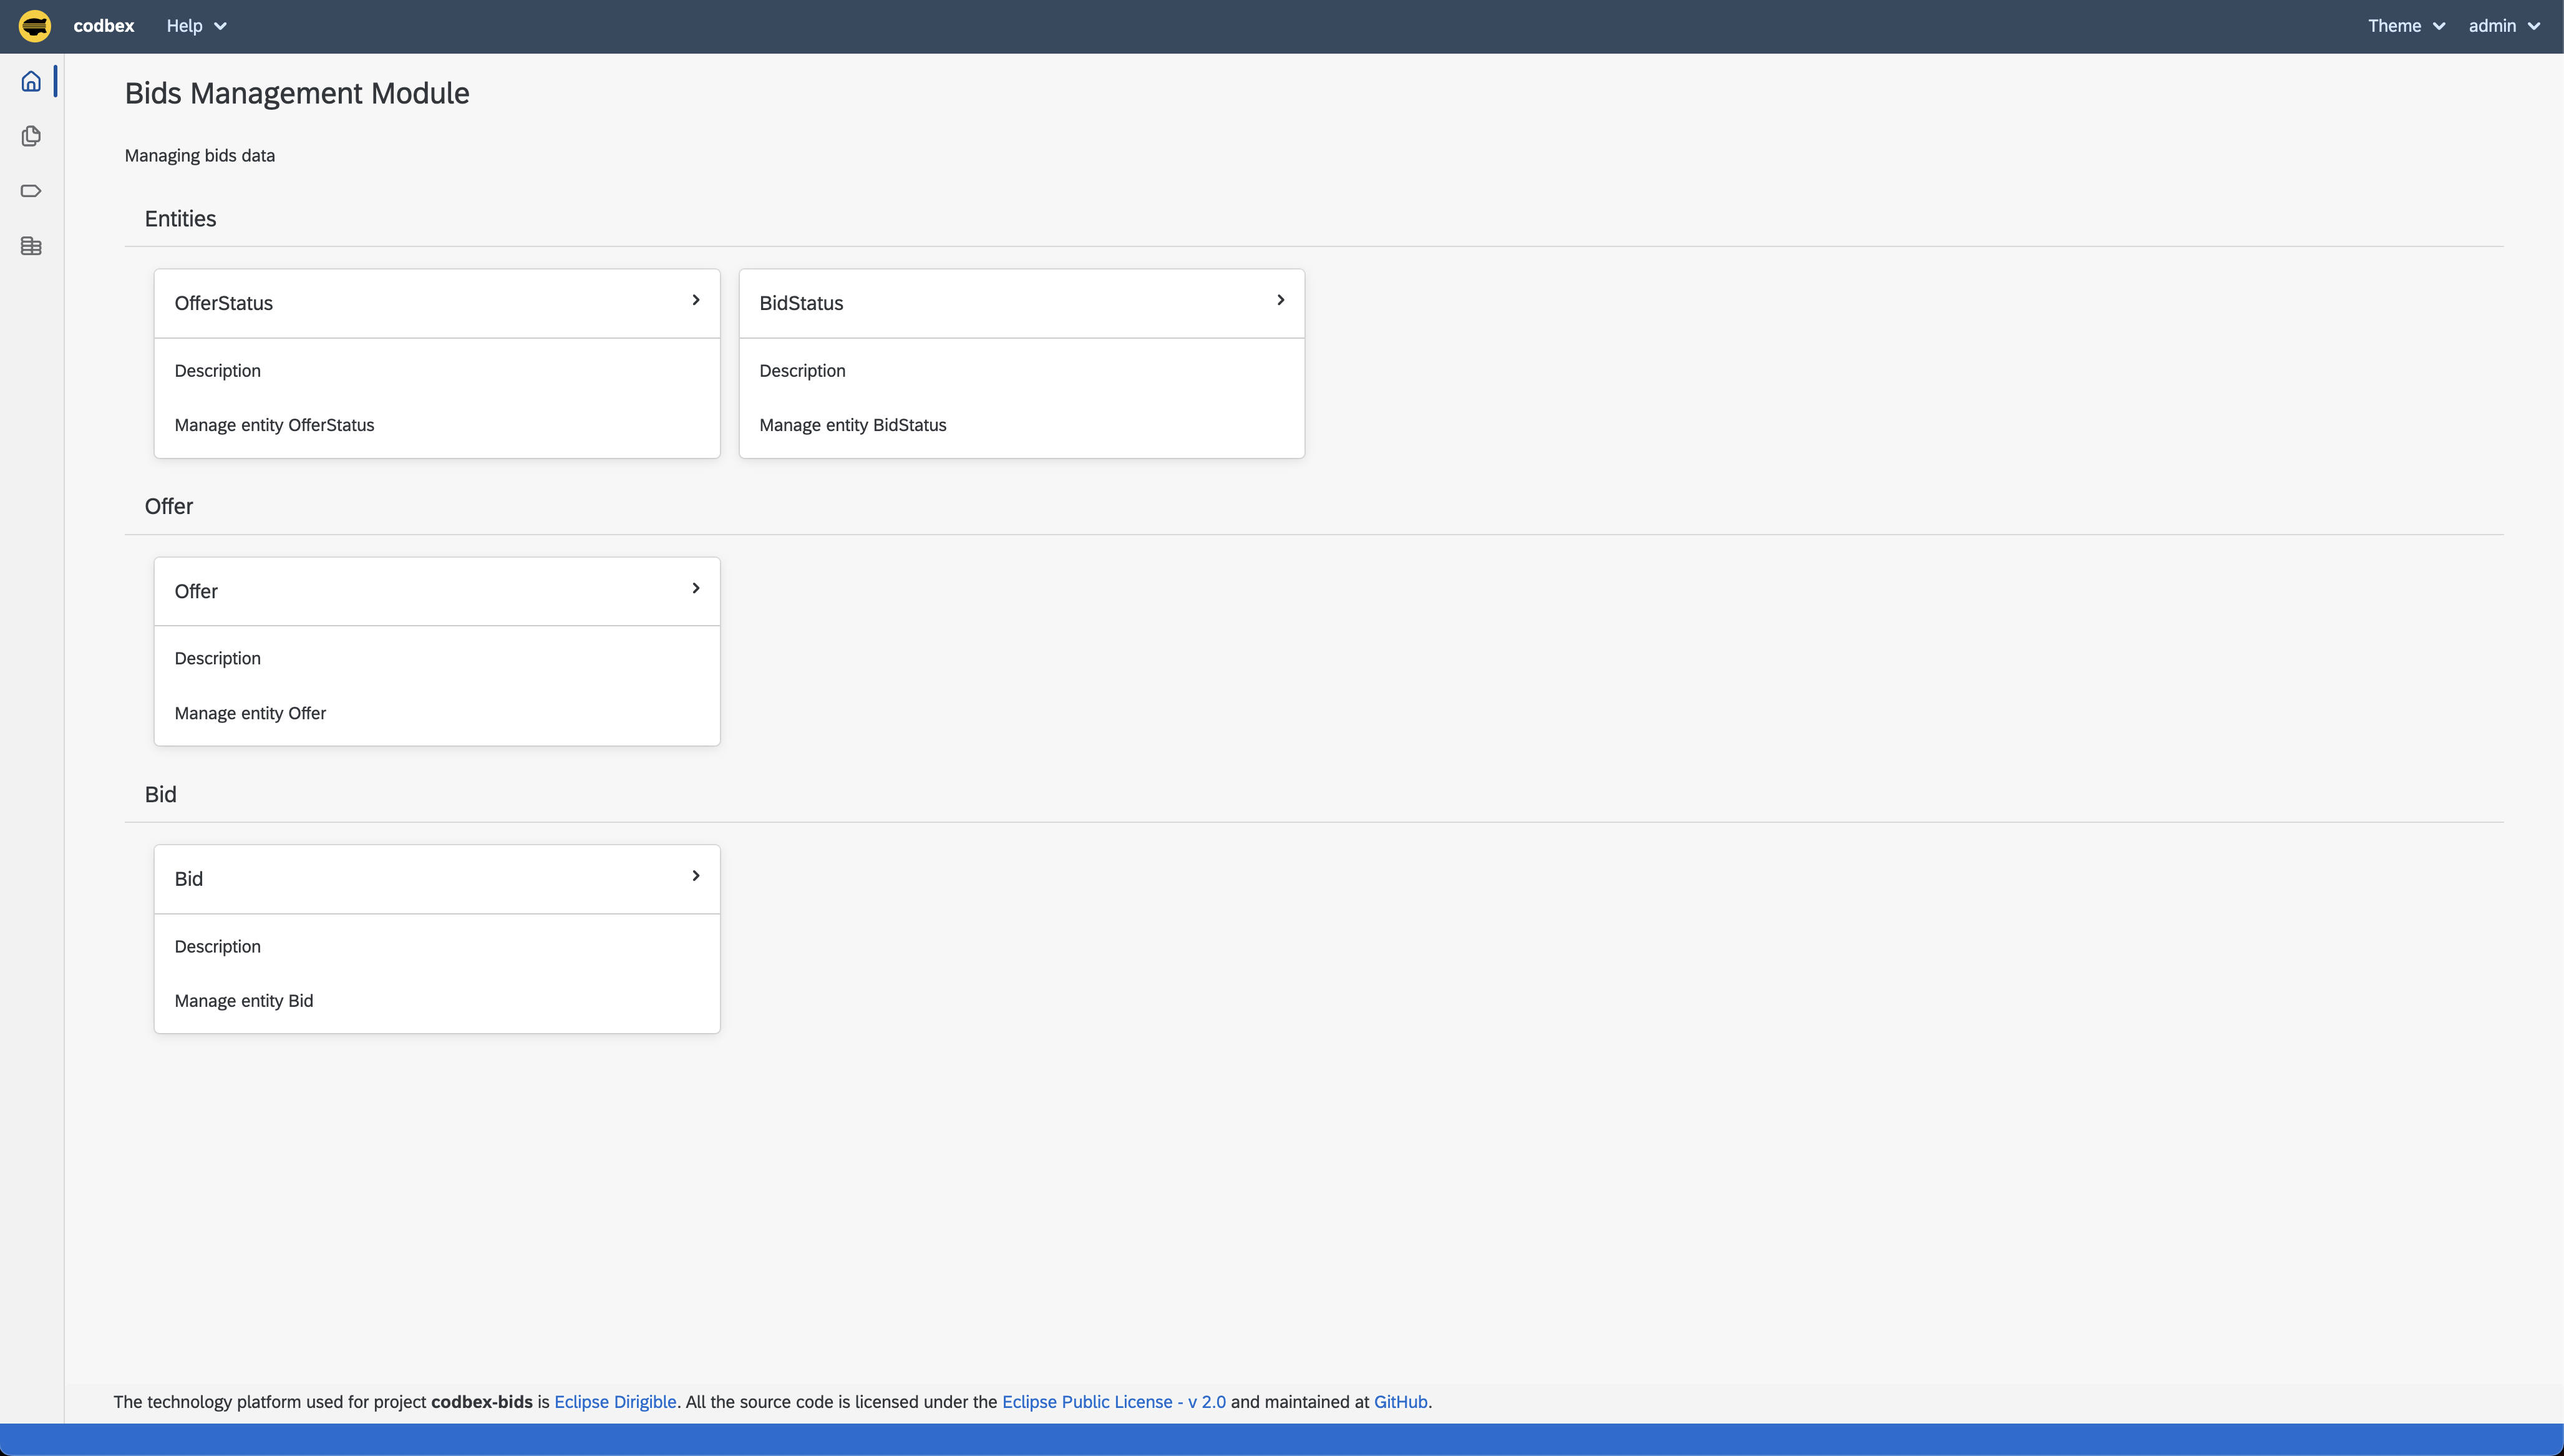 codbex Help Theme admin
Bids Management Module
Managing bids data
Entities
OfferStatus BidStatus
Description Description
Manage entity OfferStatus Manage entity BidStatus
Offer
Offer
Description
Manage entity Offer
Bid
Bid
Description
Manage entity Bid
The technology platform used for project codbex-bids is Eclipse Dirigible. All the source code is licensed under the Eclipse Public License - v 2.0 and maintained at GitHub.